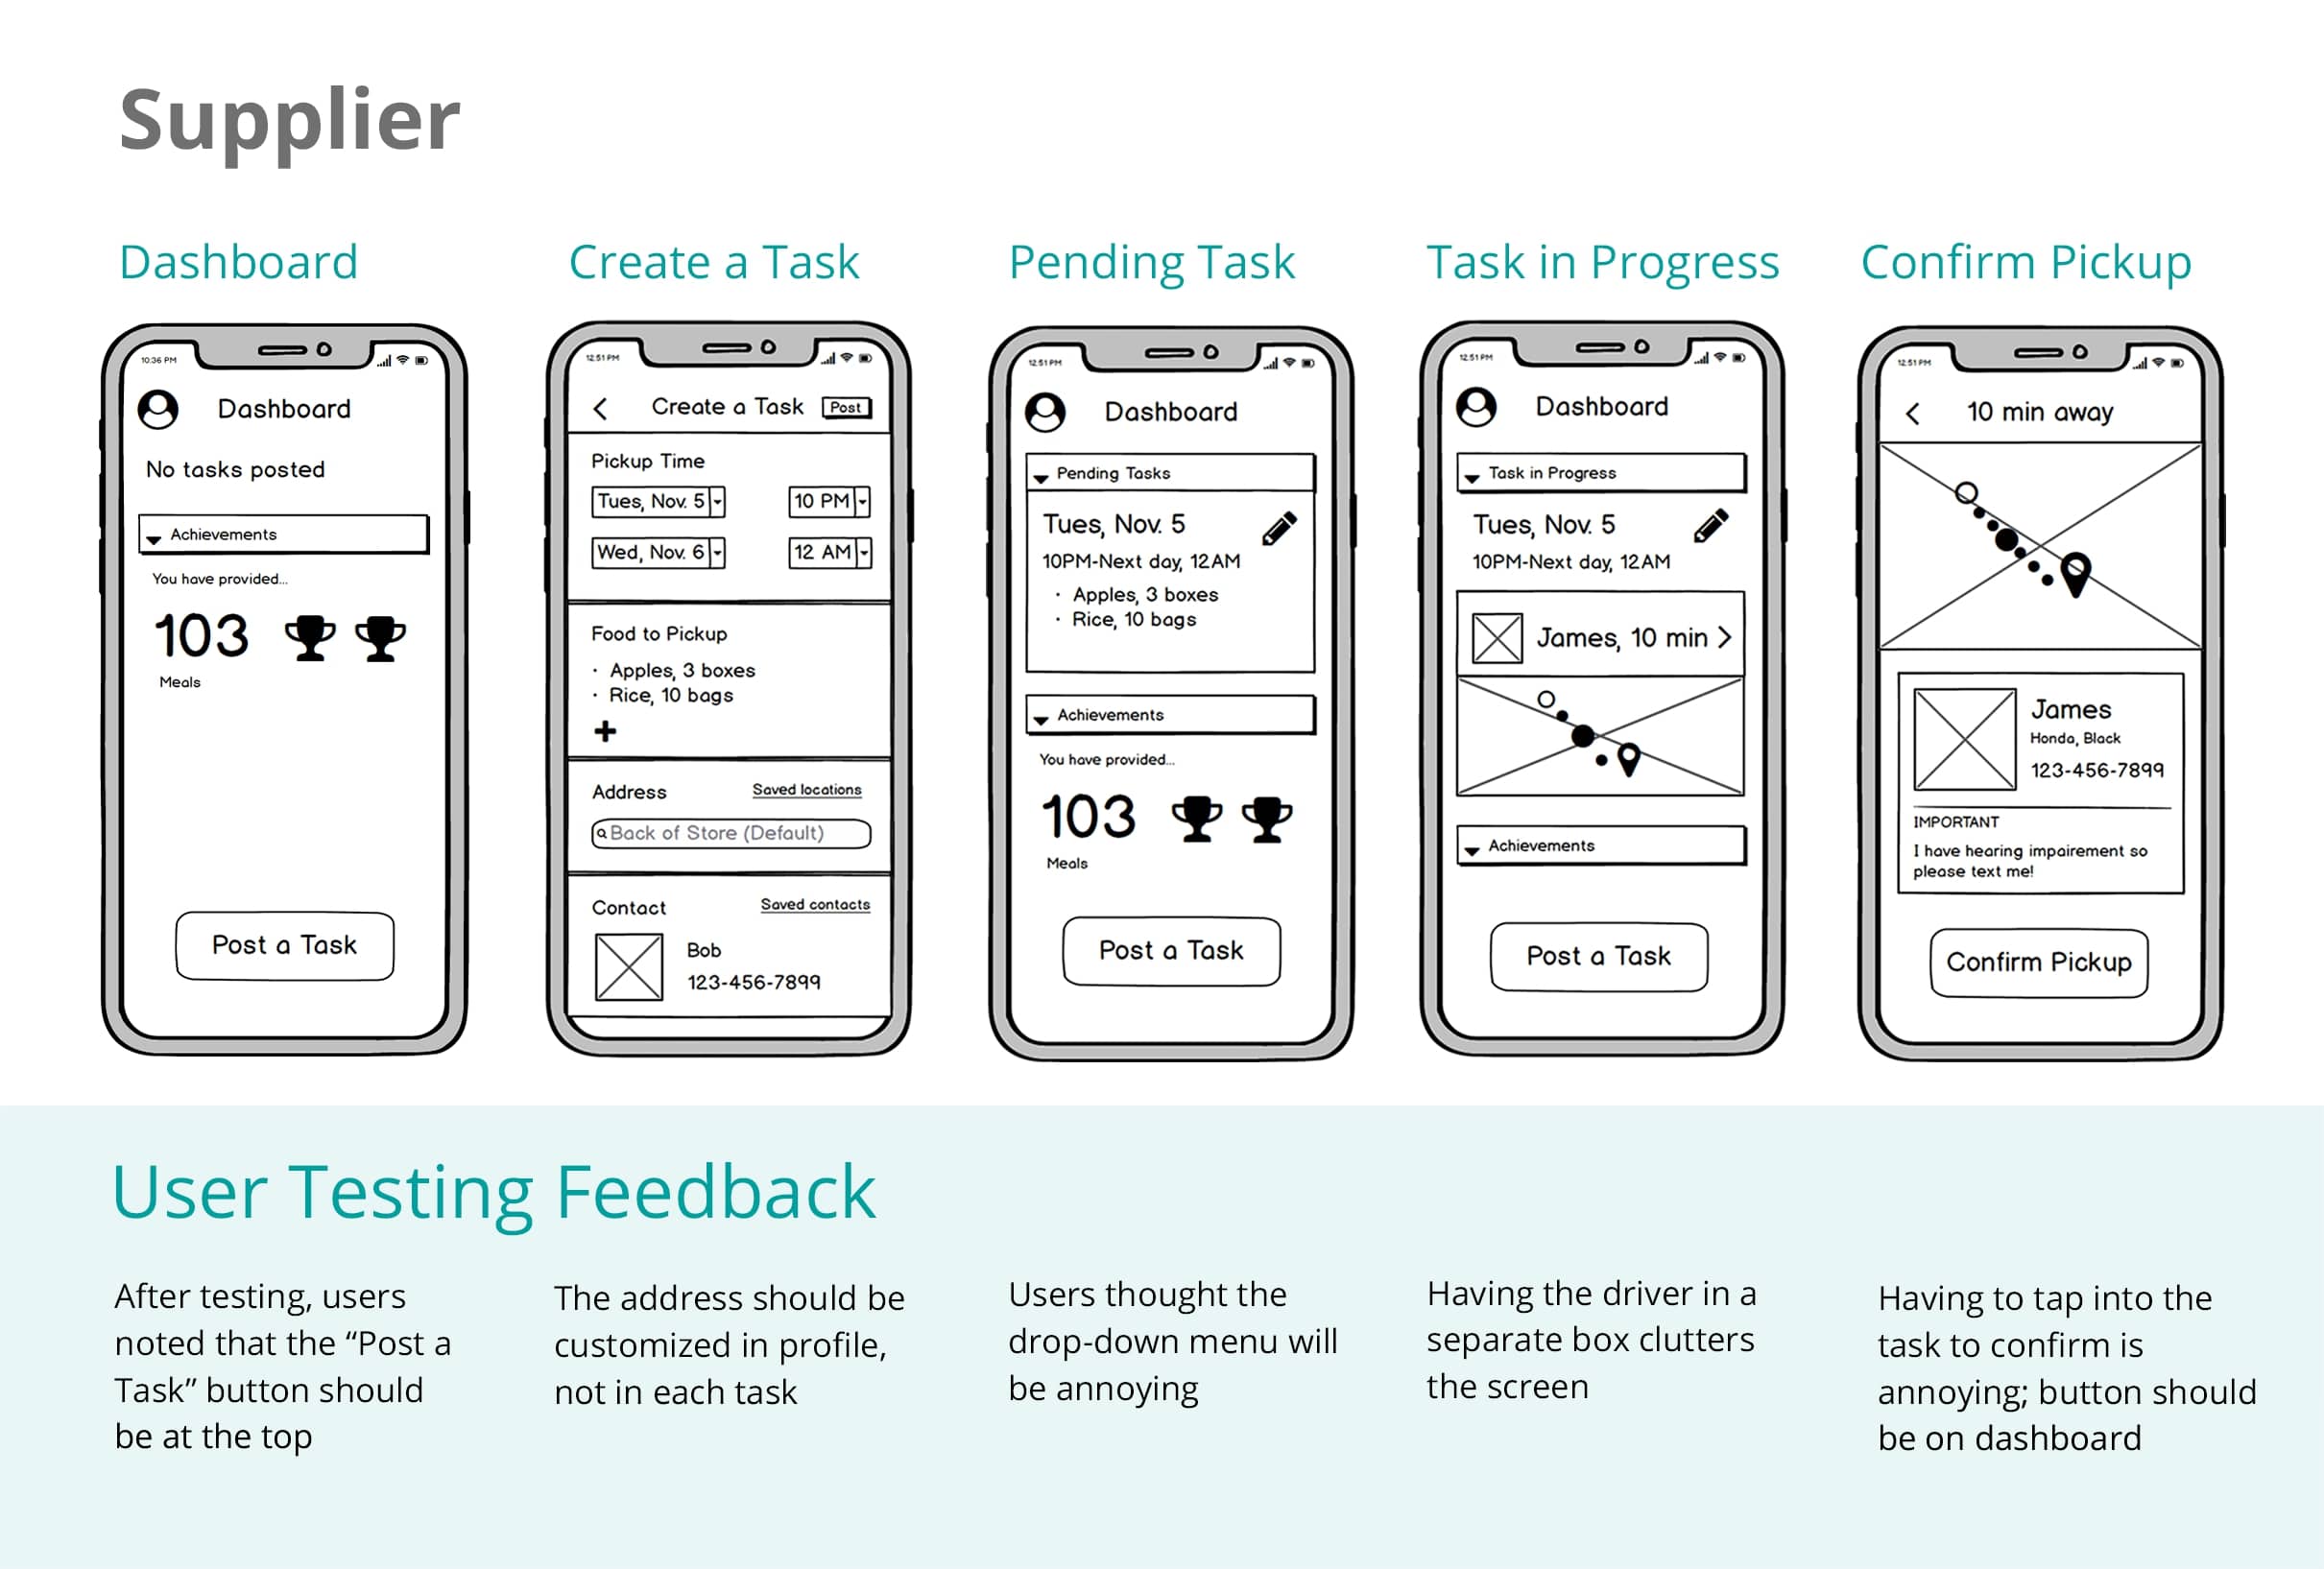 Supplier
Dashboard
10:36 PM
Dashboard
No tasks posted
Achievements
You have provided...
103
Meals
Post a Task
Create a Task
12:51 PM
Create a Task
Post
Pickup Time
Tues, Nov. 5
10 PM
Wed, Nov. 6
12 AM
Food to Pickup
· Apples, 3 boxes
· Rice, 10 bags
Address
Saved locations
Back of Store (Default)
Contact
Saved contacts
Bob
123-456-7899
Pending Task
12:51 PM
Dashboard
Pending Tasks
Tues, Nov. 5
10PM-Next day, 12AM
· Apples, 3 boxes
· Rice, 10 bags
Achievements
You have provided...
103
Meals
Post a Task
Task in Progress
12:51 PM
Dashboard
Task in Progress
Tues, Nov. 5
10PM-Next day, 12AM
James, 10 min
Achievements
Post a Task
Confirm Pickup
12:51 PM
10 min away
James
Honda, Black
123-456-7899
IMPORTANT
I have hearing impairement so
please text me!
Confirm Pickup
User Testing Feedback
After testing, users
noted that the “Post a
Task” button should
be at the top
The address should be
customized in profile,
not in each task
Users thought the
drop-down menu will
be annoying
Having the driver in a
separate box clutters
the screen
Having to tap into the
task to confirm is
annoying; button should
be on dashboard